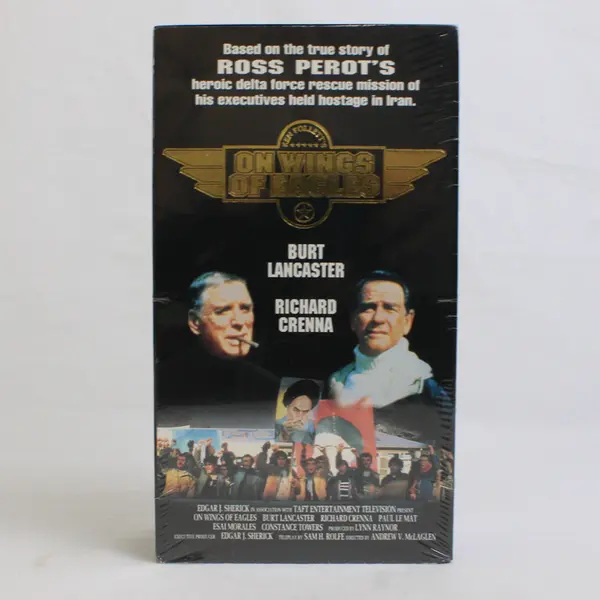 Based on the true story of
ROSS PEROT'S
heroic delta force rescue mission of
his executives held hostage in Iran.
KEN FOLLETT'S
ON WINGS
OF EAGLES
BURT
LANCASTER
RICHARD
CRENNA
EDGAR J. SHERICK IN ASSOCIATION WITH TAFT ENTERTAINMENT TELEVISION PRESENT
ON WINGS OF EAGLES BURT LANCASTER RICHARD CRENNA PAUL LE MAT
ESAI MORALES CONSTANCE TOWERS PRODUCED BY LYNN RAYNOR
EXECUTIVE PRODUCER EDGAR J. SHERICK TELEPLAY BY SAM H. ROLFE DIRECTED BY ANDREW V. McLAGLEN